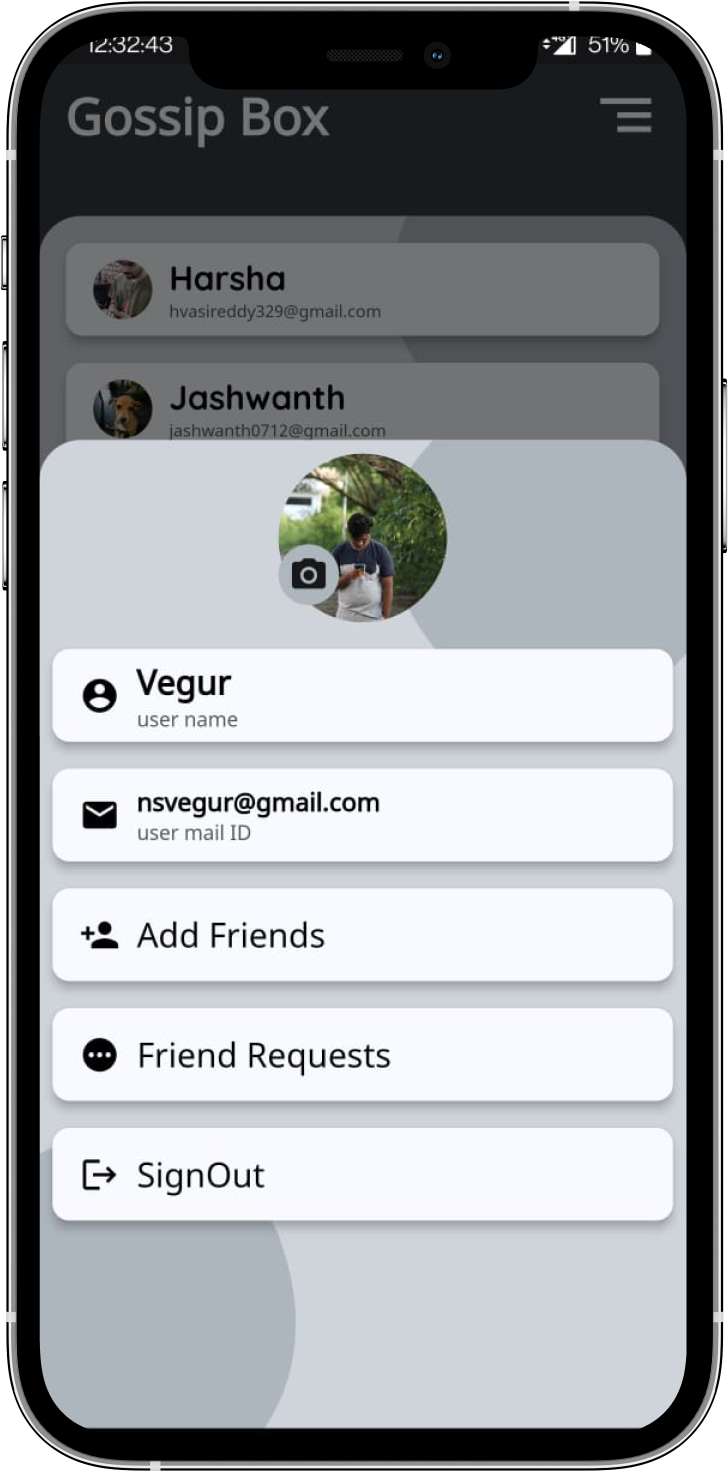 12:32:43
51%
Gossip Box
Harsha
hvasireddy329@gmail.com
Jashwanth
jashwanth0712@gmail.com
Vegur
user name
nsvegur@gmail.com
user mail ID
Add Friends
Friend Requests
SignOut